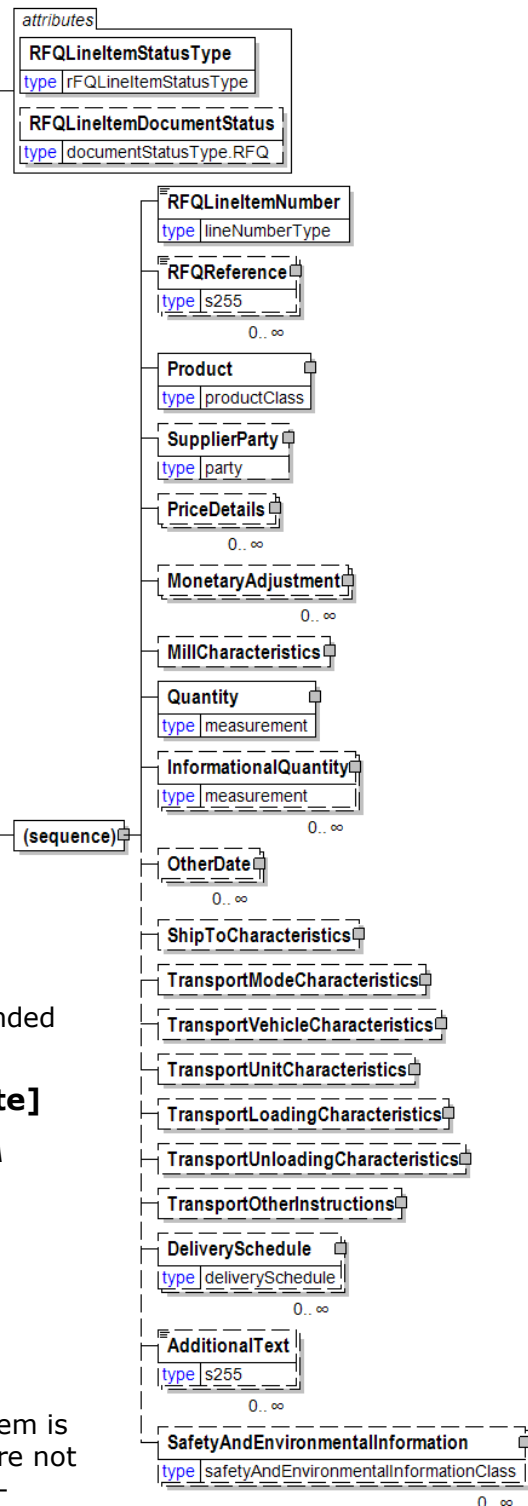 attributes
RFQLineItemStatusType
type rFQLineItemStatusType
RFQLineItemDocumentStatus
type documentStatusType.RFQ
RFQLineItemNumber
type lineNumberType
RFQReference
type s255
0.. ∞
Product
type productClass
SupplierParty
type party
PriceDetails
0.. ∞
MonetaryAdjustment
0.. ∞
MillCharacteristics
Quantity
type measurement
InformationalQuantity
type measurement
0.. ∞
(sequence)
OtherDate
0.. ∞
ShipToCharacteristics
TransportModeCharacteristics
TransportVehicleCharacteristics
TransportUnitCharacteristics
TransportLoadingCharacteristics
TransportUnloadingCharacteristics
TransportOtherInstructions
DeliverySchedule
type deliverySchedule
0.. ∞
AdditionalText
type s255
0.. ∞
SafetyAndEnvironmentalInformation
type safetyAndEnvironmentalInformationClass
0.. ∞
nded
te]
em is
re not